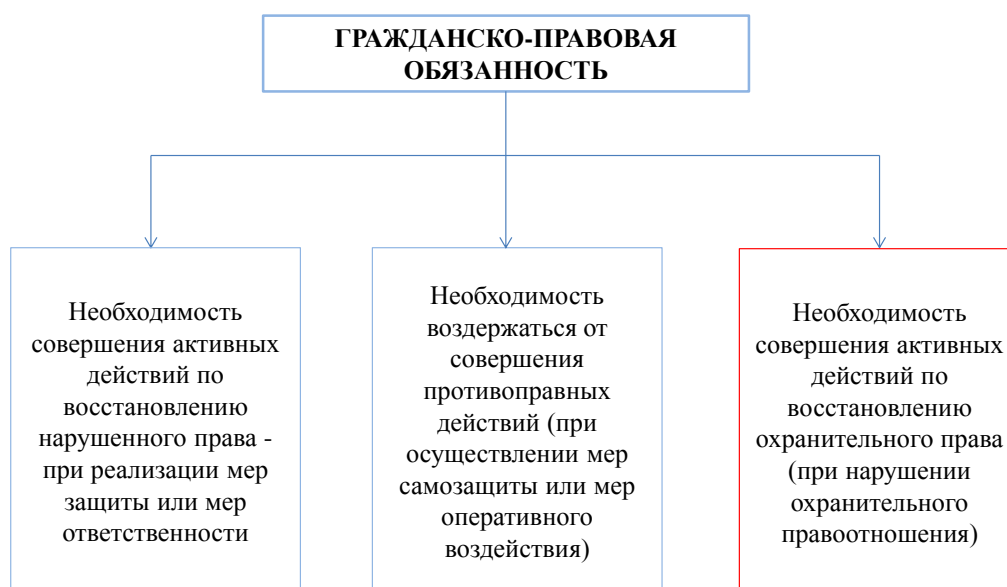 ГРАЖДАНСКО-ПРАВОВАЯ
ОБЯЗАННОСТЬ
Необходимость
совершения активных
действий по
восстановлению
нарушенного права -
при реализации мер
защиты или мер
ответственности
Необходимость
воздержаться от
совершения
противоправных
действий (при
осуществлении мер
самозащиты или мер
оперативного
воздействия)
Необходимость
совершения активных
действий по
восстановлению
охранительного права
(при нарушении
охранительного
правоотношения)